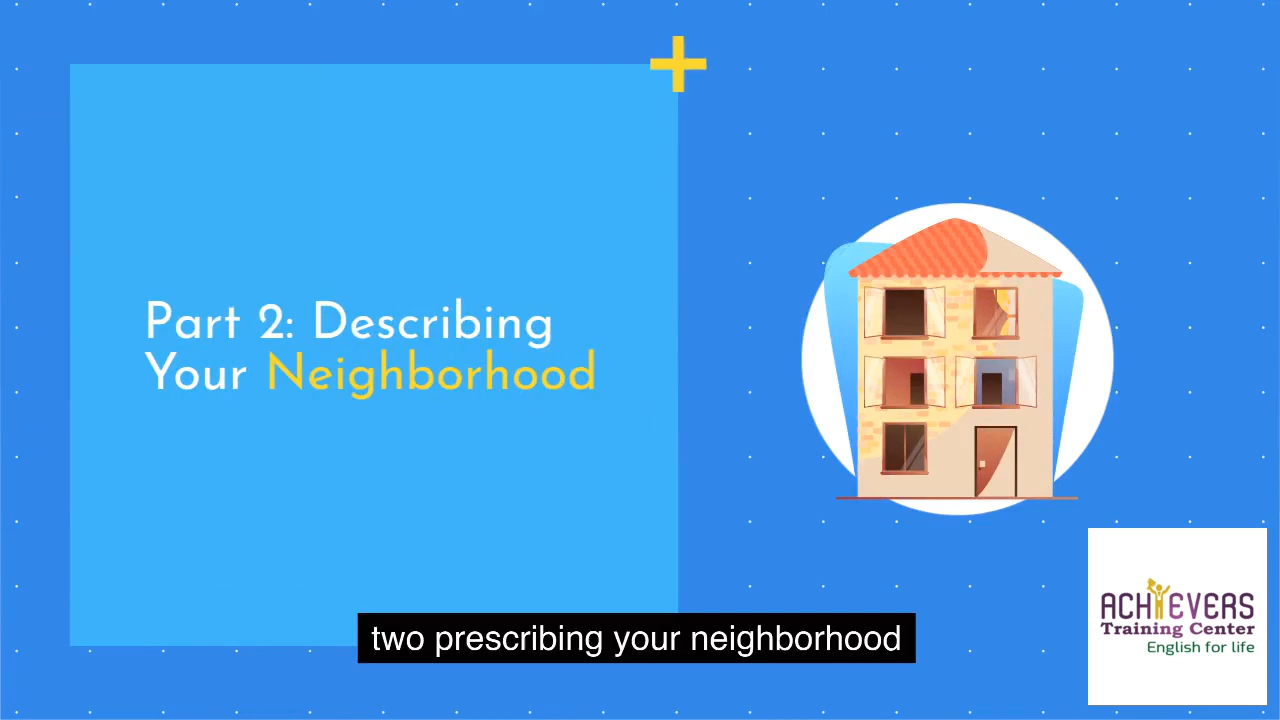 Part 2: Describing
Your Neighborhood
two prescribing your neighborhood
ACHIEVERS
Training Center
English for life